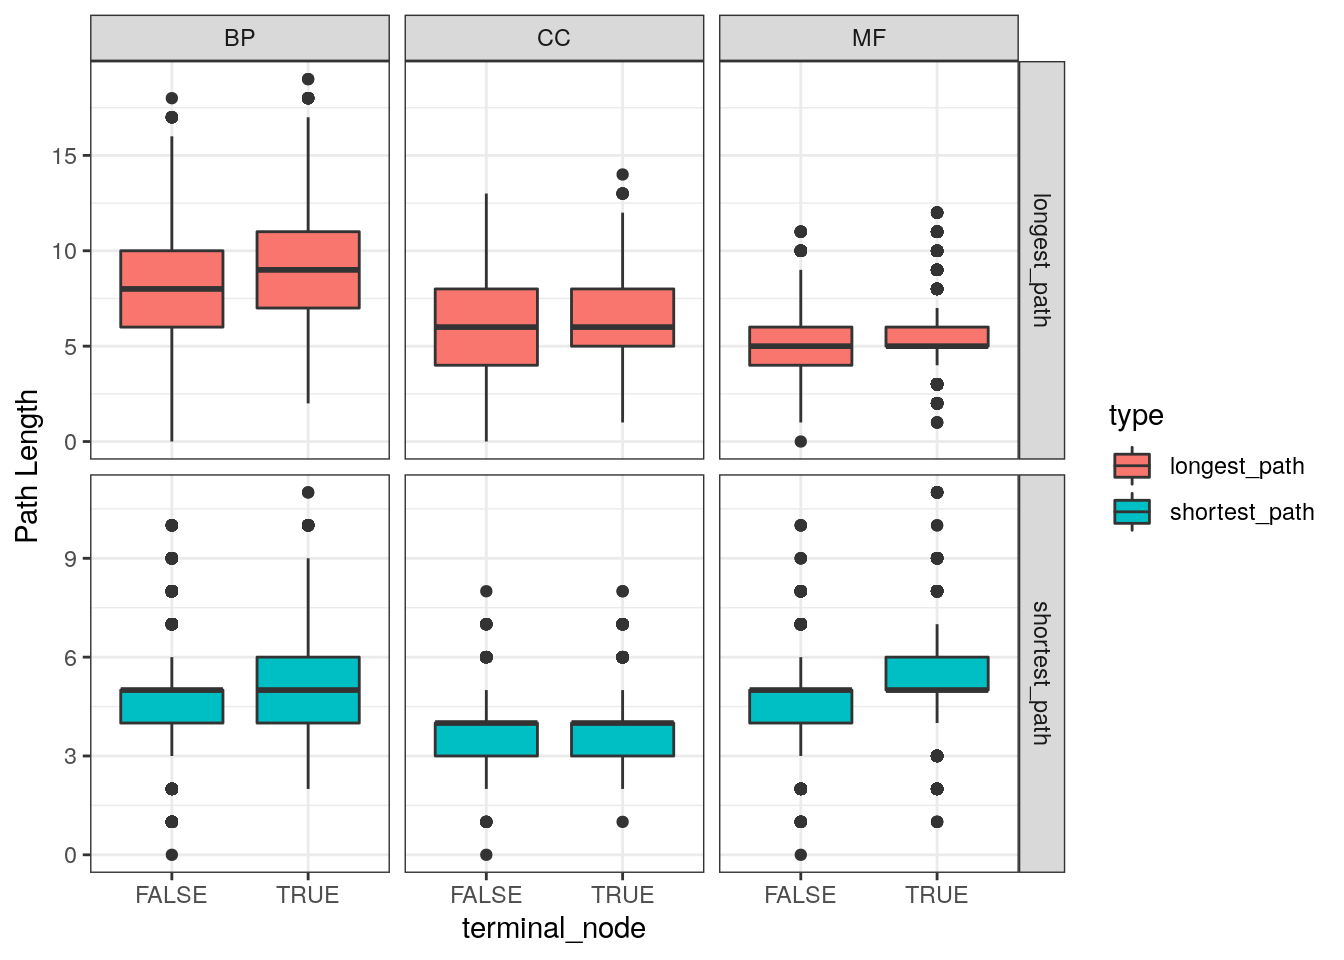 BP CC MF
15
10
5
0
longest_path
9
6
3
0
shortest_path
Path Length
FALSE TRUE FALSE TRUE FALSE TRUE
terminal_node
type
longest_path
shortest_path